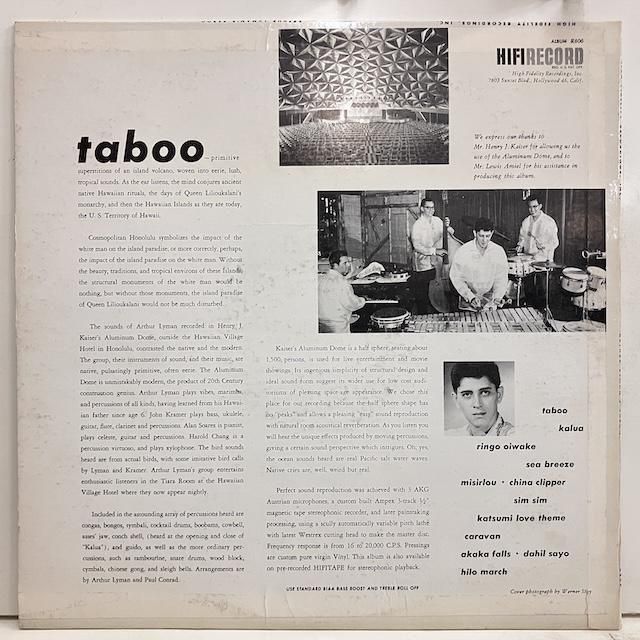 HIGH FIDELITY RECORDINGS, INC.
ALBUM R806
HIFIRECORD
REG. U.S. PAT. OFF.
High Fidelity Recordings, Inc.
7803 Sunset Blvd., Hollywood 46, Calif.
We express our thanks to
Mr. Henry J. Kaiser for allowing us the
use of the Aluminum Dome, and to
Mr. Lewis Amiel for his assistance in
producing this album.
taboo—primitive
superstitions of an island volcano, woven into eerie, lush,
tropical sounds. As the ear listens, the mind conjures ancient
native Hawaiian rituals, the days of Queen Lilioukalani's
monarchy, and then the Hawaiian Islands as they are today,
the U. S. Territory of Hawaii.
Cosmopolitan Honolulu symbolizes the impact of the
white man on the island paradise; or more correctly, perhaps,
the impact of the island paradise on the white man. Without
the beauty, traditions, and tropical environs of these Islands,
the structural monuments of the white man would be
nothing, but without those monuments, the island paradise
of Queen Lilioukalani would not be much disturbed.
The sounds of Arthur Lyman recorded in Henry J.
Kaiser's Aluminum Dome, outside the Hawaiian Village
Hotel in Honolulu, contrasted the native and the modern.
The group, their instruments of sound, and their music, are
native, pulsatingly primitive, often eerie. The Aluminum
Dome is unmistakably modern, the product of 20th Century
construction genius. Arthur Lyman plays vibes, marimba,
and percussions of all kinds, having learned from his Hawai-
ian father since age 6. John Kramer plays bass, ukulele,
guitar, flute, clarinet and percussions. Alan Soares is pianist,
plays celeste, guitar and percussions. Harold Chang is a
percussion virtuoso, and plays xylophone. The bird sounds
heard are from actual birds, with some imitative bird calls
by Lyman and Kramer. Arthur Lyman's group entertains
enthusiastic listeners in the Tiara Room at the Hawaiian
Village Hotel where they now appear nightly.
Included in the astounding array of percussions heard are
congas, bongos, tymbali, cocktail drums, boobams, cowbell,
asses' jaw, conch shell, (heard at the opening and close of
"Kalua"), and guido, as well as the more ordinary per-
cussions, such as tambourine, snare drums, wood block,
cymbals, chinese gong, and sleigh bells. Arrangements are
by Arthur Lyman and Paul Conrad.
Kaiser's Aluminum Dome is a half sphere, seating about
1,500, persons, is used for live entertainment and movie
showings. Its ingenious simplicity of structural design and
ideal sound form suggest its wider use for low cost audi-
toriums of pleasing space age appearance. We chose this
place for our recording because the half sphere shape has
no "peaks" and allows a pleasing "easy" sound reproduction
with natural room acoustical reverberation. As you listen you
will hear the unique effects produced by moving percussions,
giving a certain sound perspective which intrigues. Oh, yes,
the ocean sounds heard are real Pacific salt water waves.
Native cries are, well, weird but real.
Perfect sound reproduction was achieved with 3 AKG
Austrian microphones, a custom built Ampex 3-track ½"
magnetic tape stereophonic recorder, and later painstaking
processing, using a scully automatically variable pitch lathe
with latest Westrex cutting head to make the master disc.
Frequency response is from 16 to 20,000 C.P.S. Pressings
are custom pure virgin Vinyl. This album is also available
on pre-recorded HIFITAPE for stereophonic playback.
taboo
kalua
ringo oiwake
sea breeze
misirlou · china clipper
sim sim
katsumi love theme
caravan
akaka falls · dahil sayo
hilo march
USE STANDARD RIAA BASS BOOST AND TREBLE ROLL OFF
Cover photograph by Werner